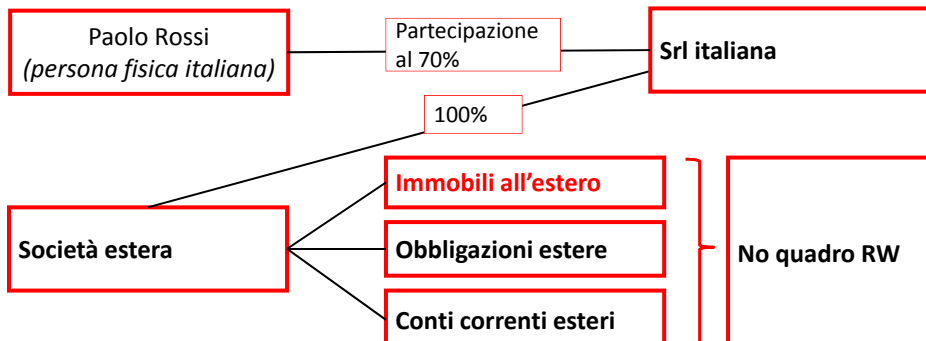 Paolo Rossi
(persona fisica italiana)
Partecipazione
al 70%
Srl italiana
100%
Immobili all’estero
Società estera
Obbligazioni estere
No quadro RW
Conti correnti esteri